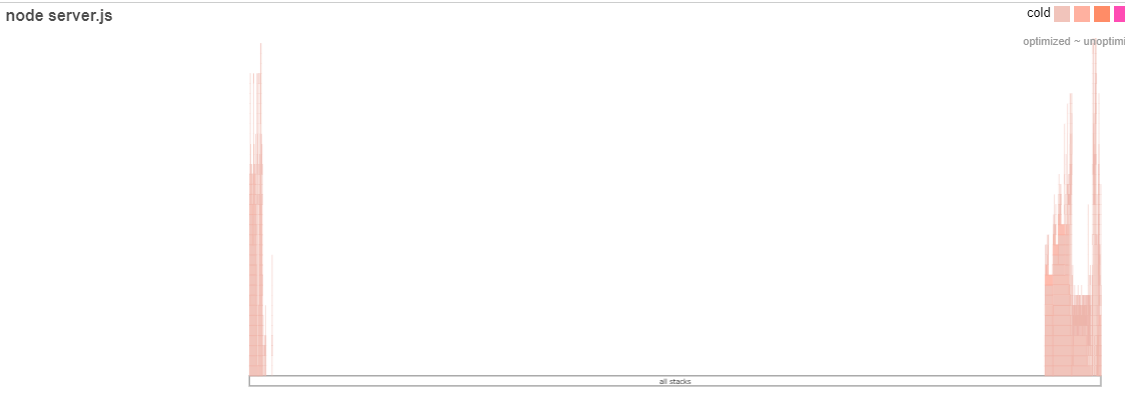 node server.js
cold
optimized ~ unoptimi
all stacks